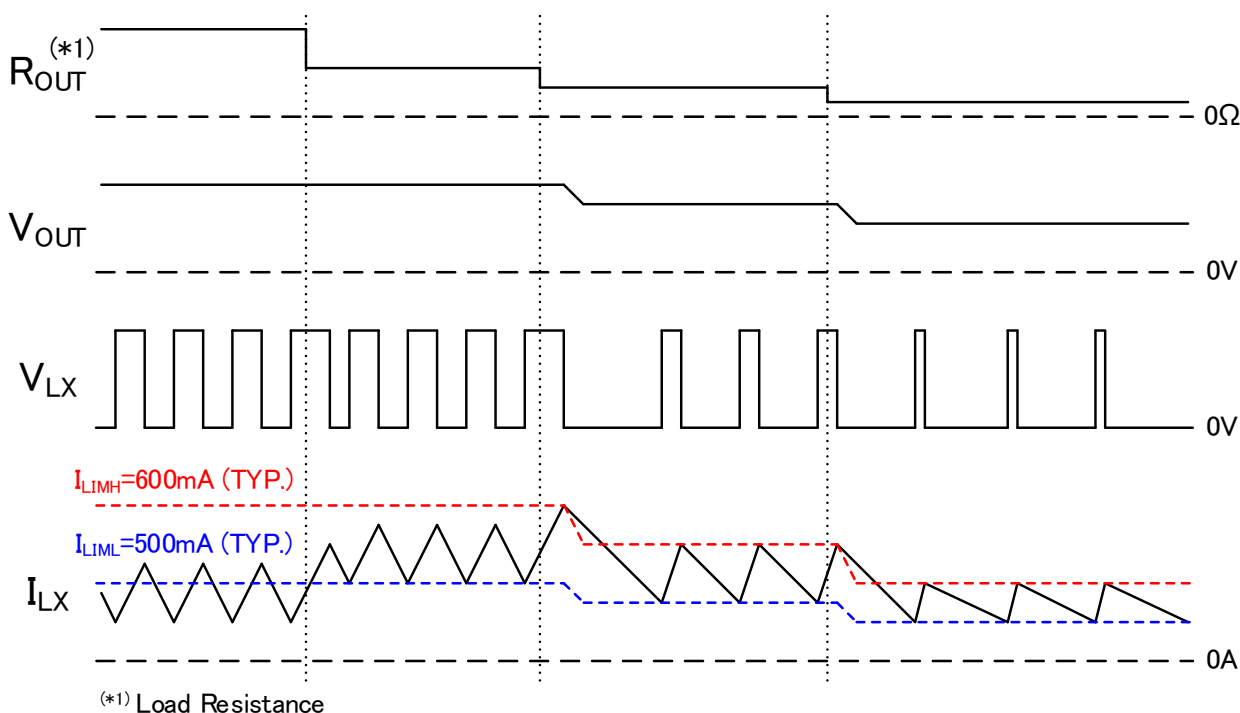 R_OUT (*1)
0Ω
V_OUT
0V
V_LX
0V
I_LIMH=600mA (TYP.)
I_LIML=500mA (TYP.)
I_LX
0A
(*1) Load Resistance